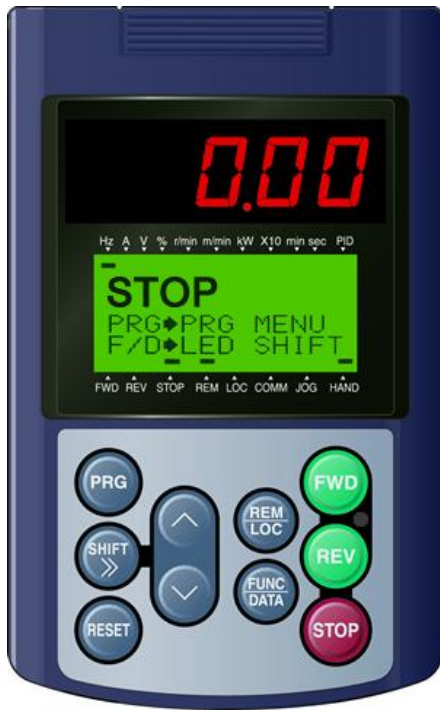 0.00
Hz A V % r/min m/min kW X10 min sec PID
STOP
PRG➧PRG MENU
F/D➧LED SHIFT
FWD REV STOP REM LOC COMM JOG HAND
PRG
SHIFT
RESET
REM
LOC
FUNC
DATA
FWD
REV
STOP